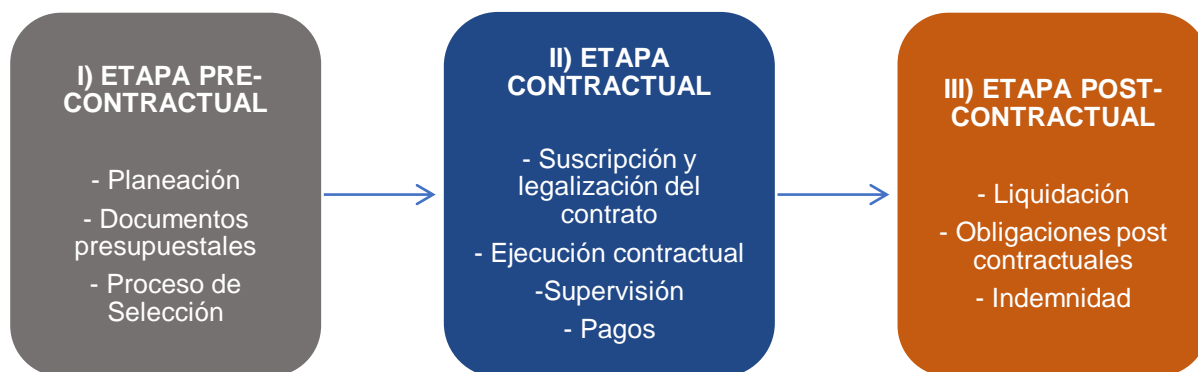 I) ETAPA PRE-
CONTRACTUAL
- Planeación
- Documentos
presupuestales
- Proceso de
Selección
II) ETAPA
CONTRACTUAL
- Suscripción y
legalización del
contrato
- Ejecución contractual
-Supervisión
- Pagos
III) ETAPA POST-
CONTRACTUAL
- Liquidación
- Obligaciones post
contractuales
- Indemnidad